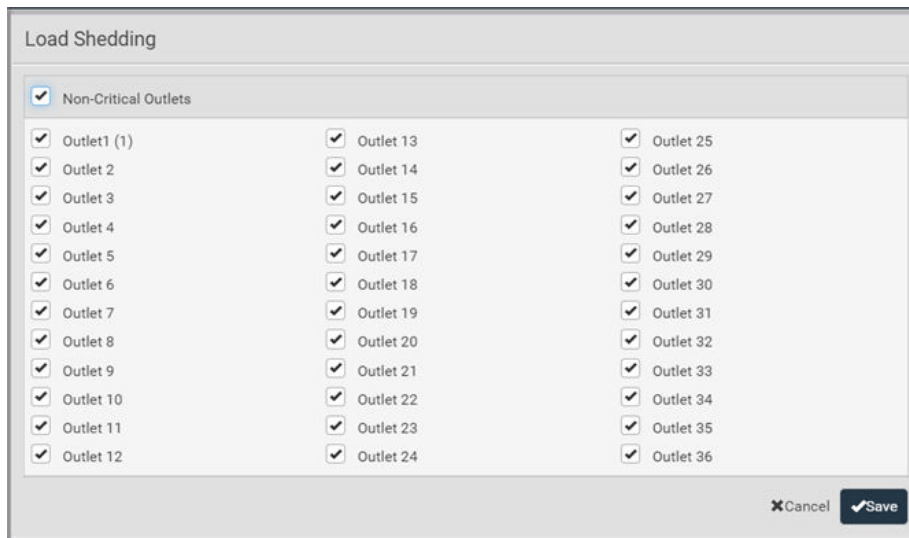 Load Shedding
Non-Critical Outlets
Outlet1 (1)
Outlet 2
Outlet 3
Outlet 4
Outlet 5
Outlet 6
Outlet 7
Outlet 8
Outlet 9
Outlet 10
Outlet 11
Outlet 12
Outlet 13
Outlet 14
Outlet 15
Outlet 16
Outlet 17
Outlet 18
Outlet 19
Outlet 20
Outlet 21
Outlet 22
Outlet 23
Outlet 24
Outlet 25
Outlet 26
Outlet 27
Outlet 28
Outlet 29
Outlet 30
Outlet 31
Outlet 32
Outlet 33
Outlet 34
Outlet 35
Outlet 36
Cancel
Save